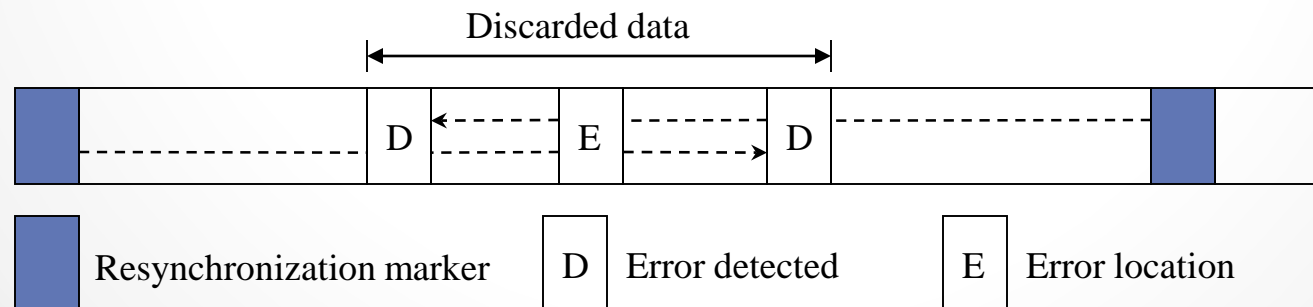 Discarded data
D E D
Resynchronization marker D Error detected E Error location